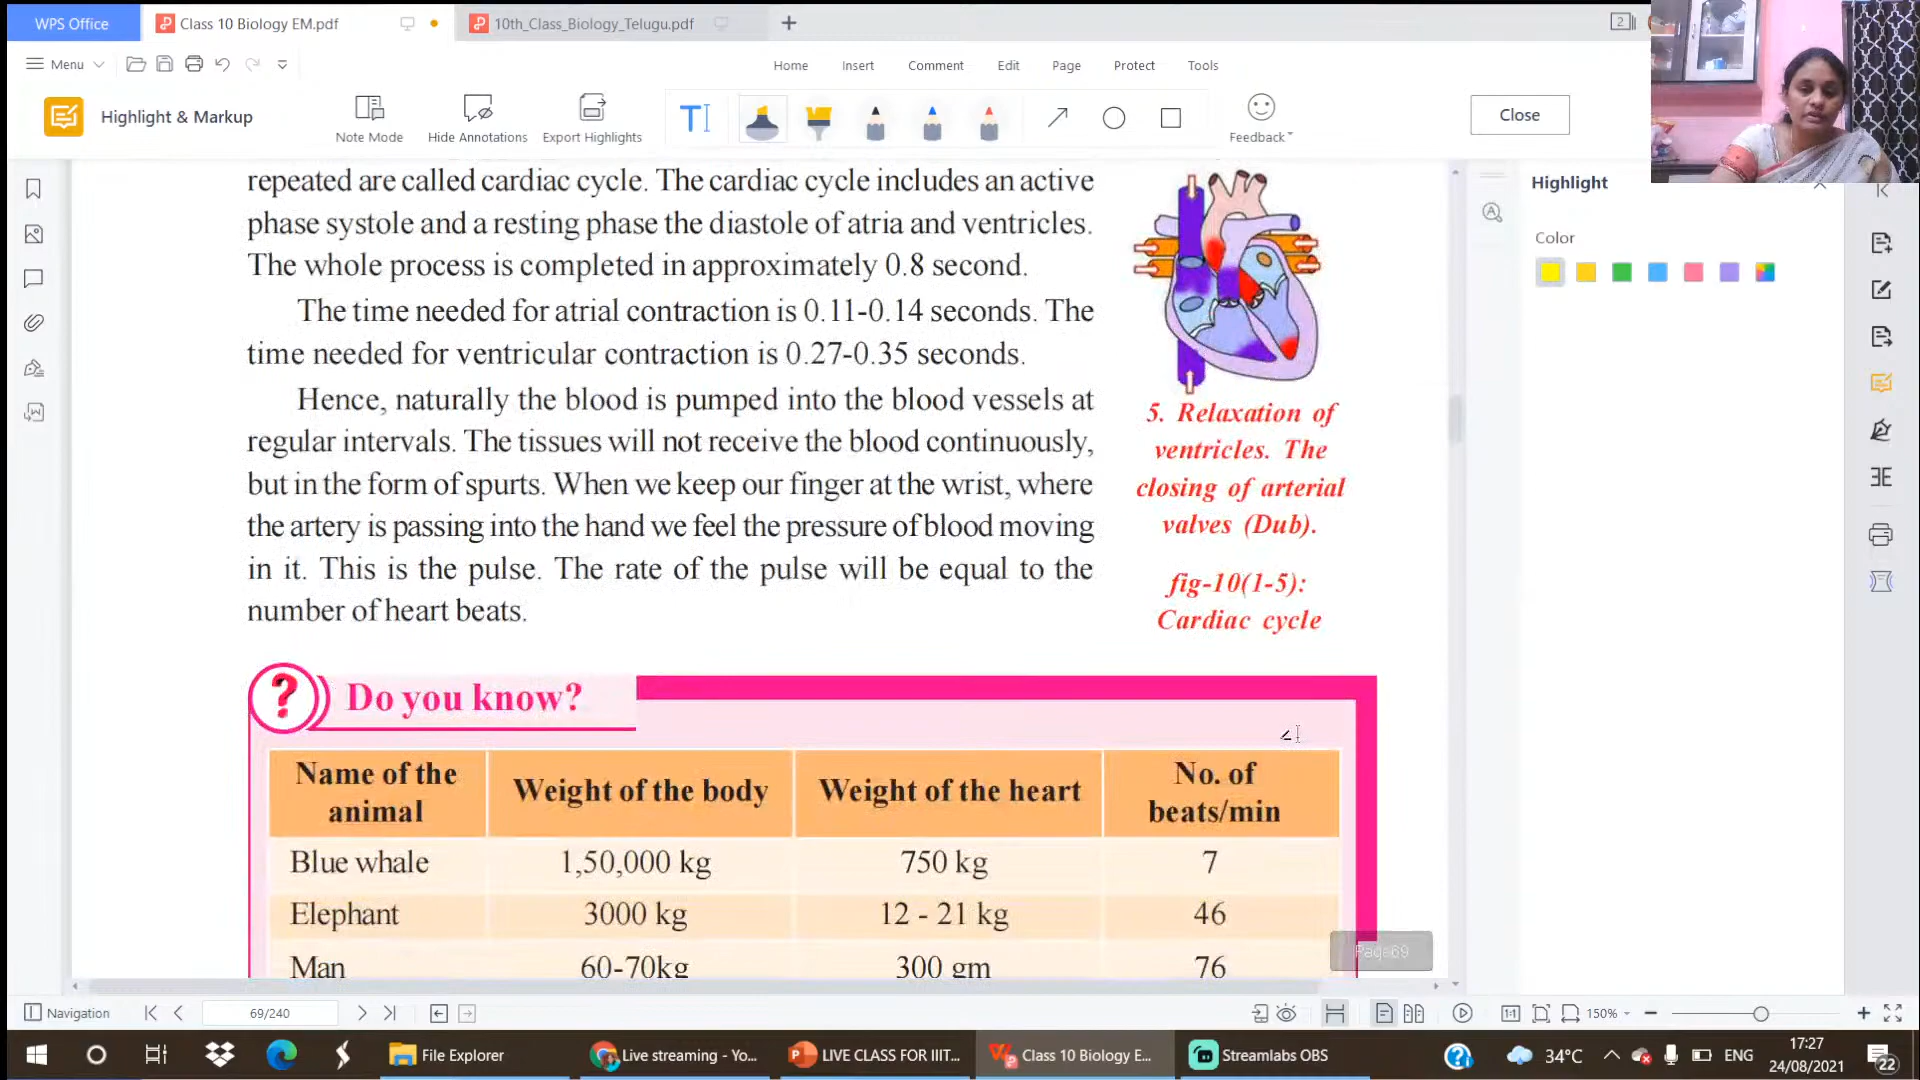 WPS Office
Class 10 Biology EM.pdf
10th_Class_Biology_Telugu.pdf
2
Menu
Home
Insert
Comment
Edit
Page
Protect
Tools
Highlight & Markup
Note Mode
Hide Annotations
Export Highlights
Feedback
Close
repeated are called cardiac cycle. The cardiac cycle includes an active
phase systole and a resting phase the diastole of atria and ventricles.
The whole process is completed in approximately 0.8 second.
The time needed for atrial contraction is 0.11-0.14 seconds. The
time needed for ventricular contraction is 0.27-0.35 seconds.
Hence, naturally the blood is pumped into the blood vessels at
regular intervals. The tissues will not receive the blood continuously,
but in the form of spurts. When we keep our finger at the wrist, where
the artery is passing into the hand we feel the pressure of blood moving
in it. This is the pulse. The rate of the pulse will be equal to the
number of heart beats.
5. Relaxation of
ventricles. The
closing of arterial
valves (Dub).
fig-10(1-5):
Cardiac cycle
? Do you know?
Name of the animal | Weight of the body | Weight of the heart | No. of beats/min
Blue whale 1,50,000 kg 750 kg 7
Elephant 3000 kg 12 - 21 kg 46
Man 60-70kg 300 gm 76
Page69
Highlight
Color
Navigation
69/240
1:1
150%
File Explorer
Live streaming - Yo...
LIVE CLASS FOR IIIT...
Class 10 Biology E...
Streamlabs OBS
34°C
ENG
17:27
24/08/2021
22